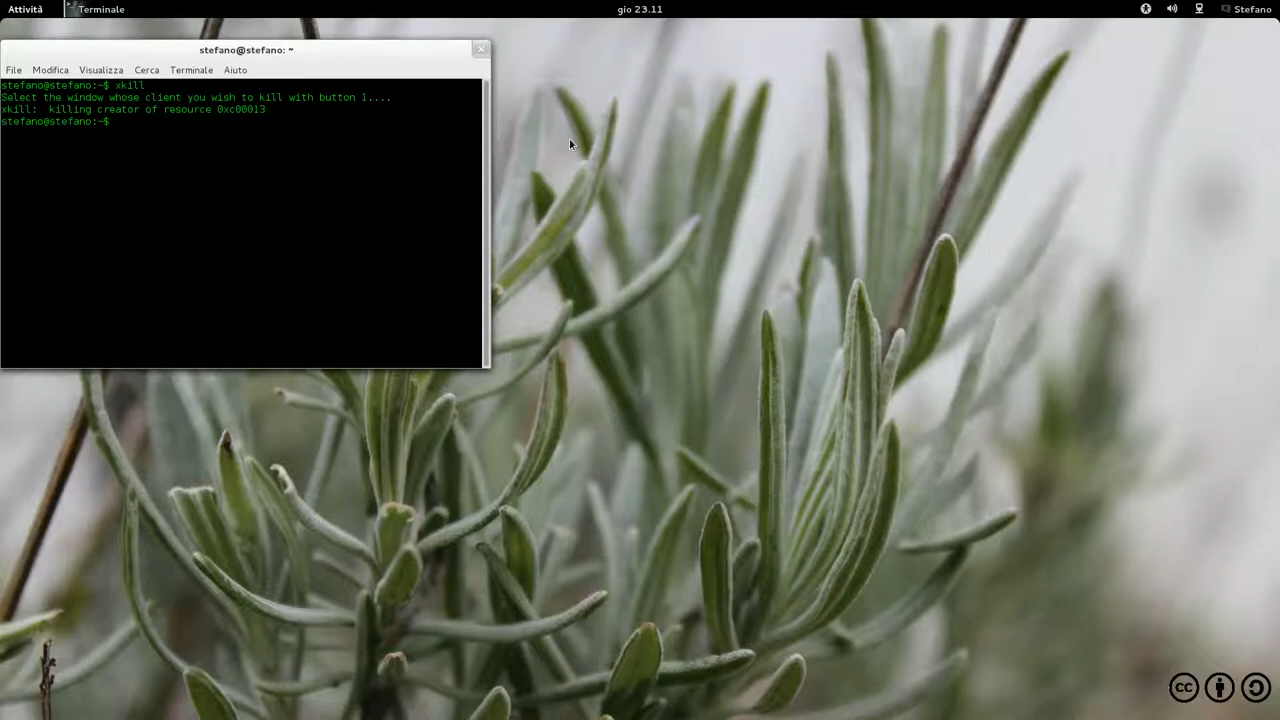 Attività
Terminale
gio 23.11
Stefano
stefano@stefano: ~
File Modifica Visualizza Cerca Terminale Aiuto
stefano@stefano:~$ xkill
Select the window whose client you wish to kill with button 1....
xkill:  killing creator of resource 0xc00013
stefano@stefano:~$
cc